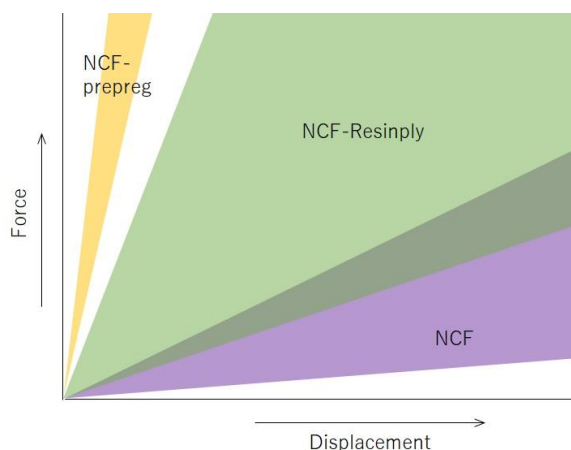 NCF-
prepreg
NCF-Resinply
NCF
Force
Displacement